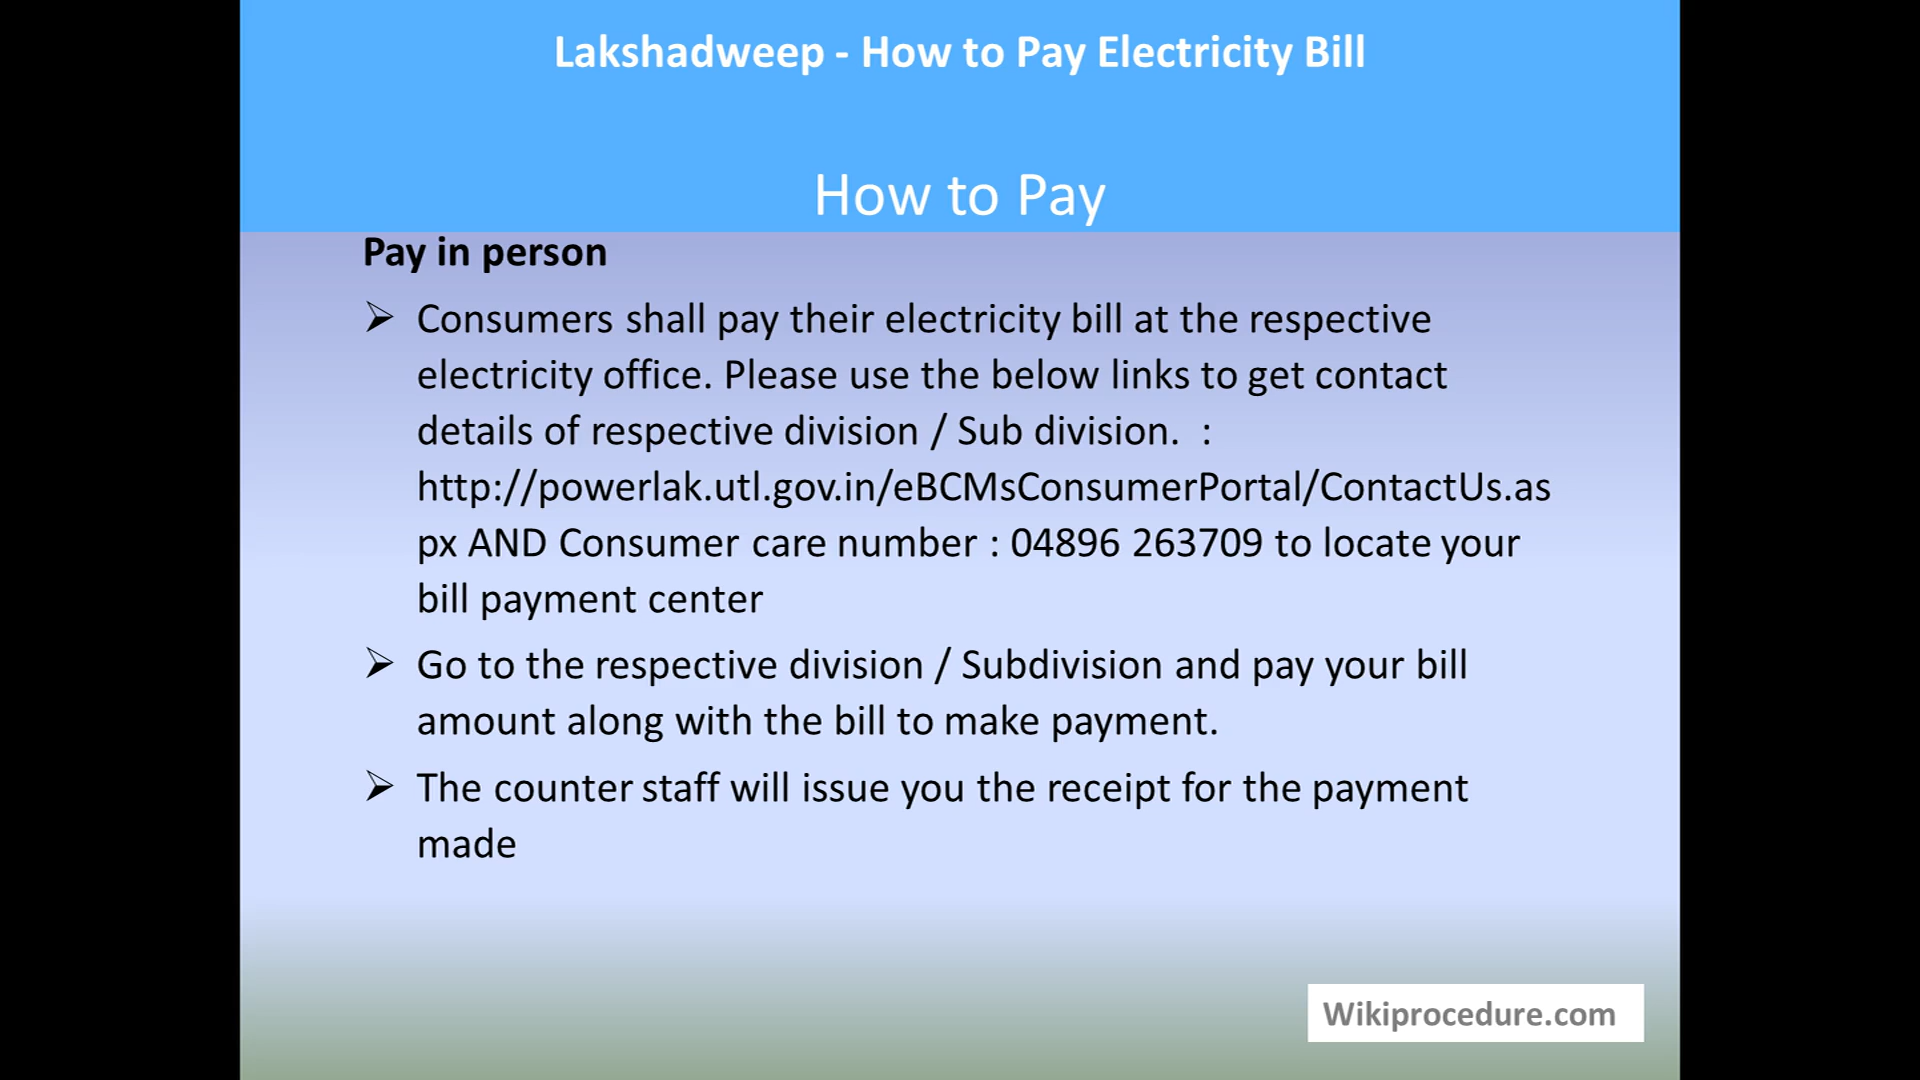 Lakshadweep - How to Pay Electricity Bill
How to Pay
Pay in person
➢ Consumers shall pay their electricity bill at the respective
electricity office. Please use the below links to get contact
details of respective division / Sub division.  :
http://powerlak.utl.gov.in/eBCMsConsumerPortal/ContactUs.as
px AND Consumer care number : 04896 263709 to locate your
bill payment center
➢ Go to the respective division / Subdivision and pay your bill
amount along with the bill to make payment.
➢ The counter staff will issue you the receipt for the payment
made
Wikiprocedure.com